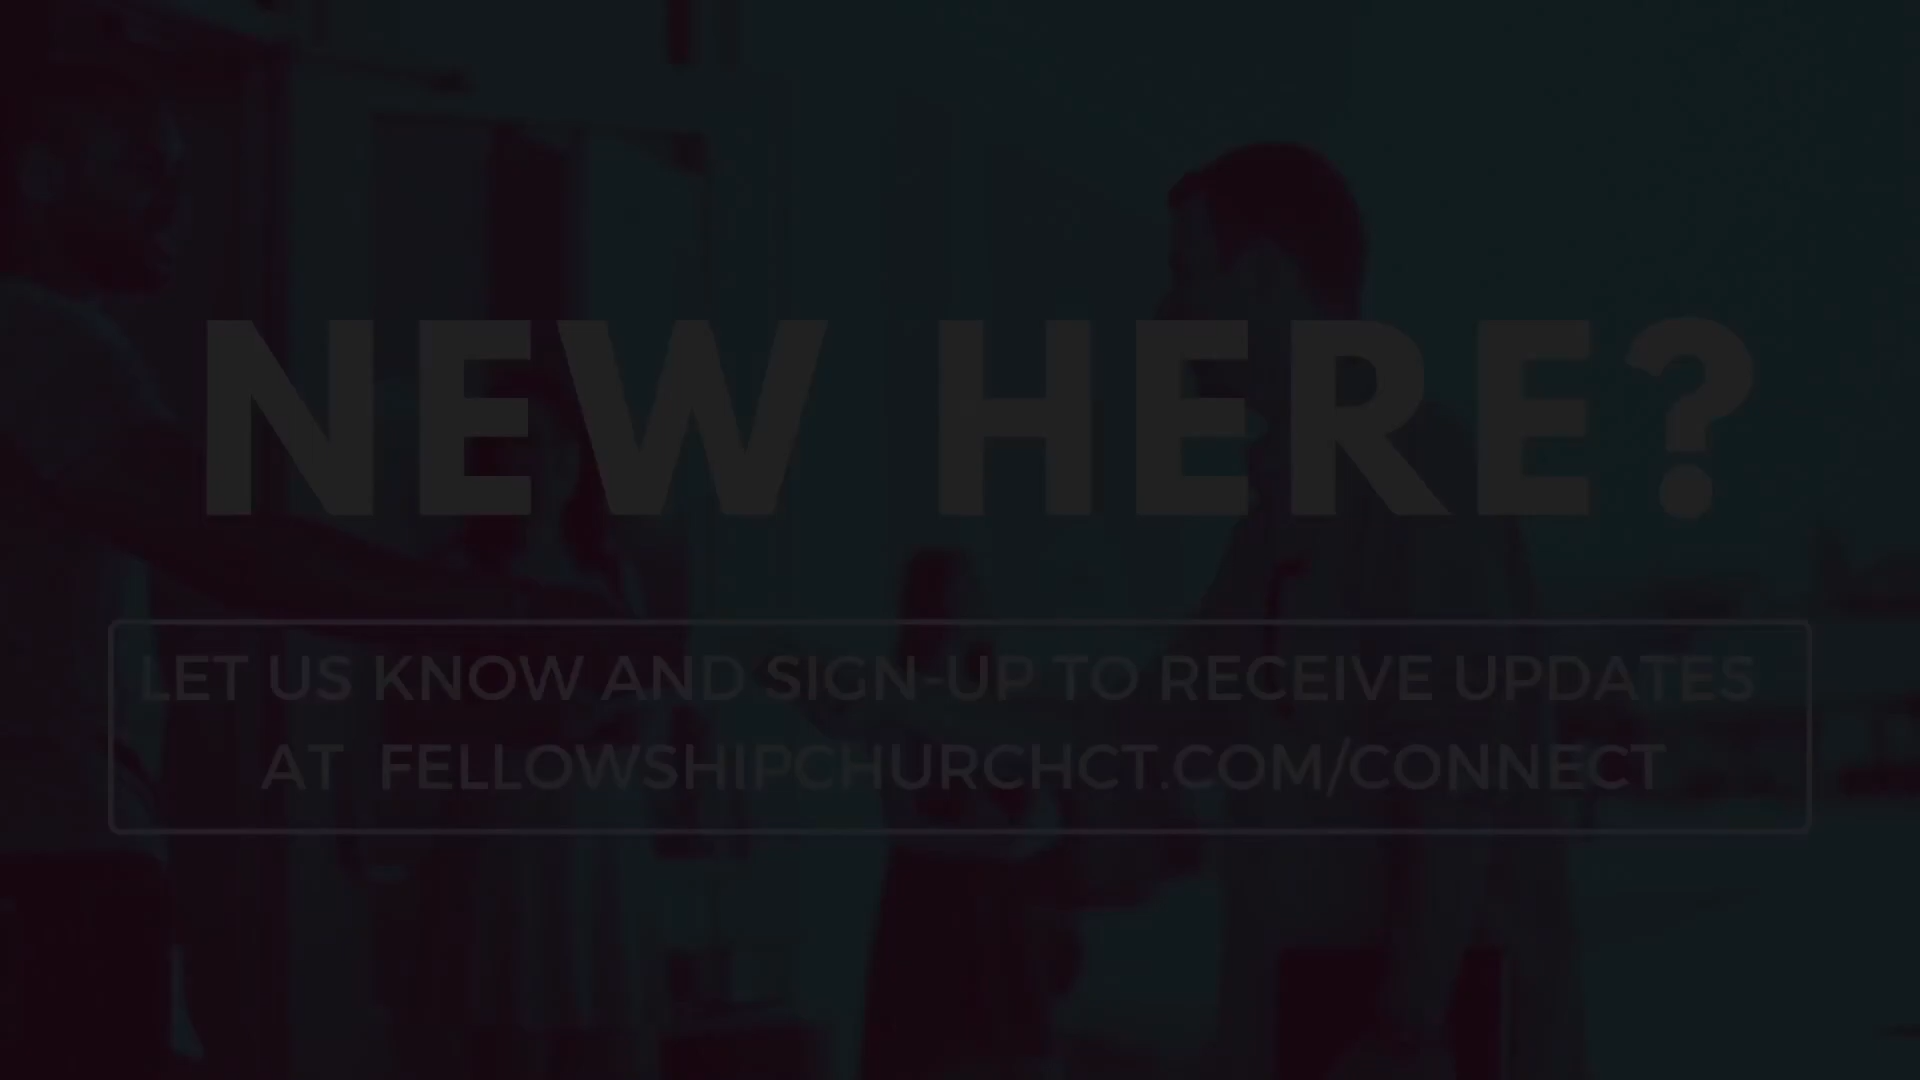 NEW HERE?
LET US KNOW AND SIGN-UP TO RECEIVE UPDATES
AT FELLOWSHIPCHURCHCT.COM/CONNECT